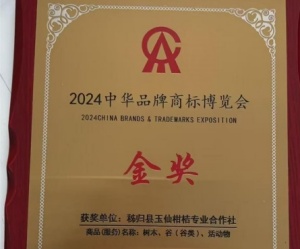 2024中华品牌商标博览会
2024CHINA BRANDS & TRADEMARKS EXPOSITION
金奖
获奖单位：秭归县玉仙柑桔专业合作社
商品(服务)名称：树木、谷（谷类）、活动物